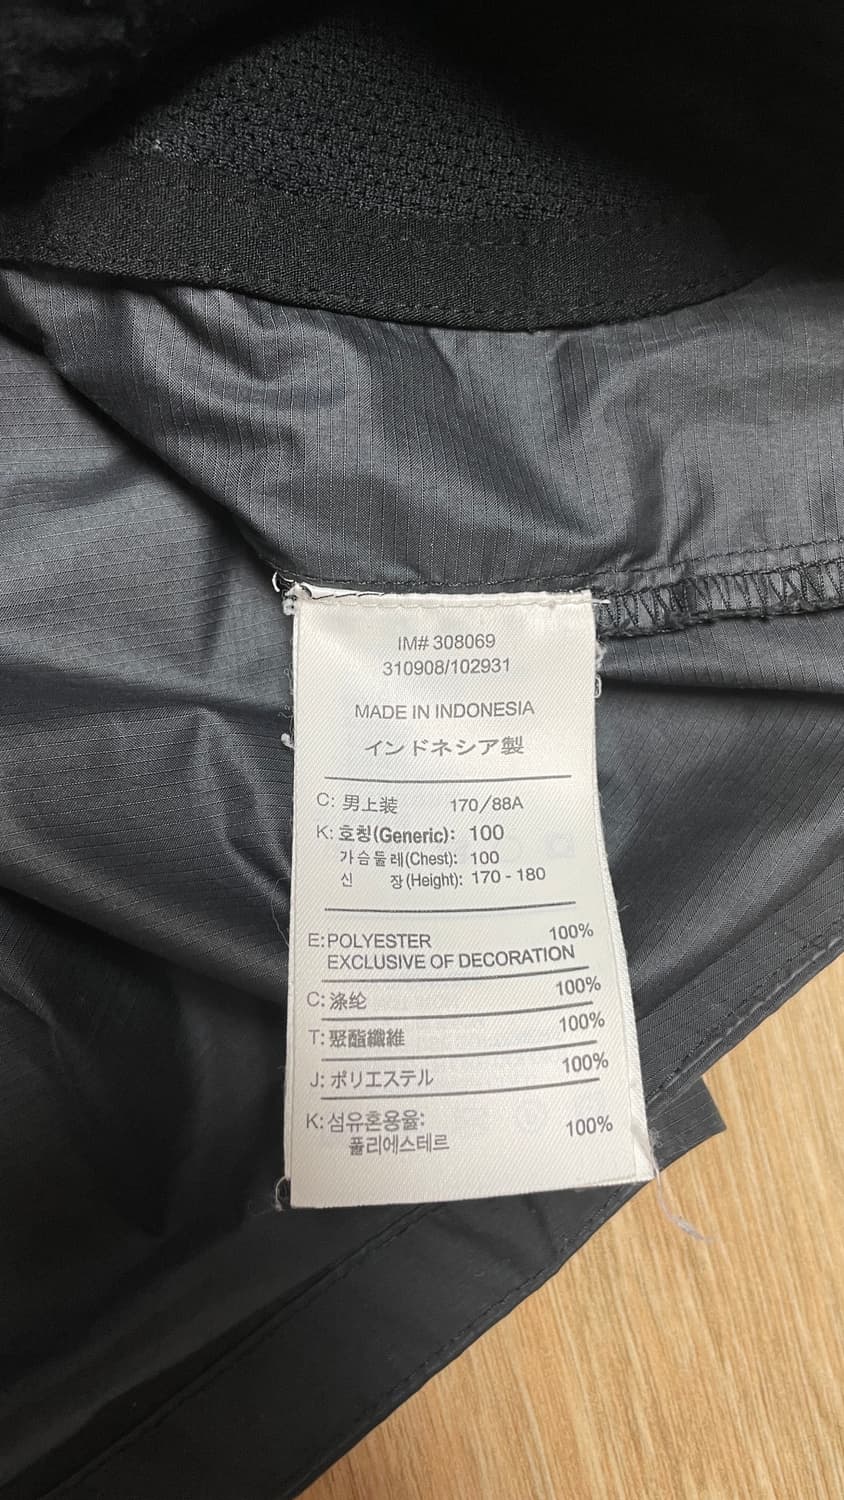 IM# 308069
310908/102931
MADE IN INDONESIA
インドネシア製
C: 男上装 170/88A
K: 호칭(Generic): 100
가슴둘레(Chest): 100
신 장(Height): 170 - 180
E: POLYESTER 100%
EXCLUSIVE OF DECORATION
C: 涤纶 100%
T: 聚酯纖維 100%
J: ポリエステル 100%
K: 섬유혼용율:
폴리에스테르 100%